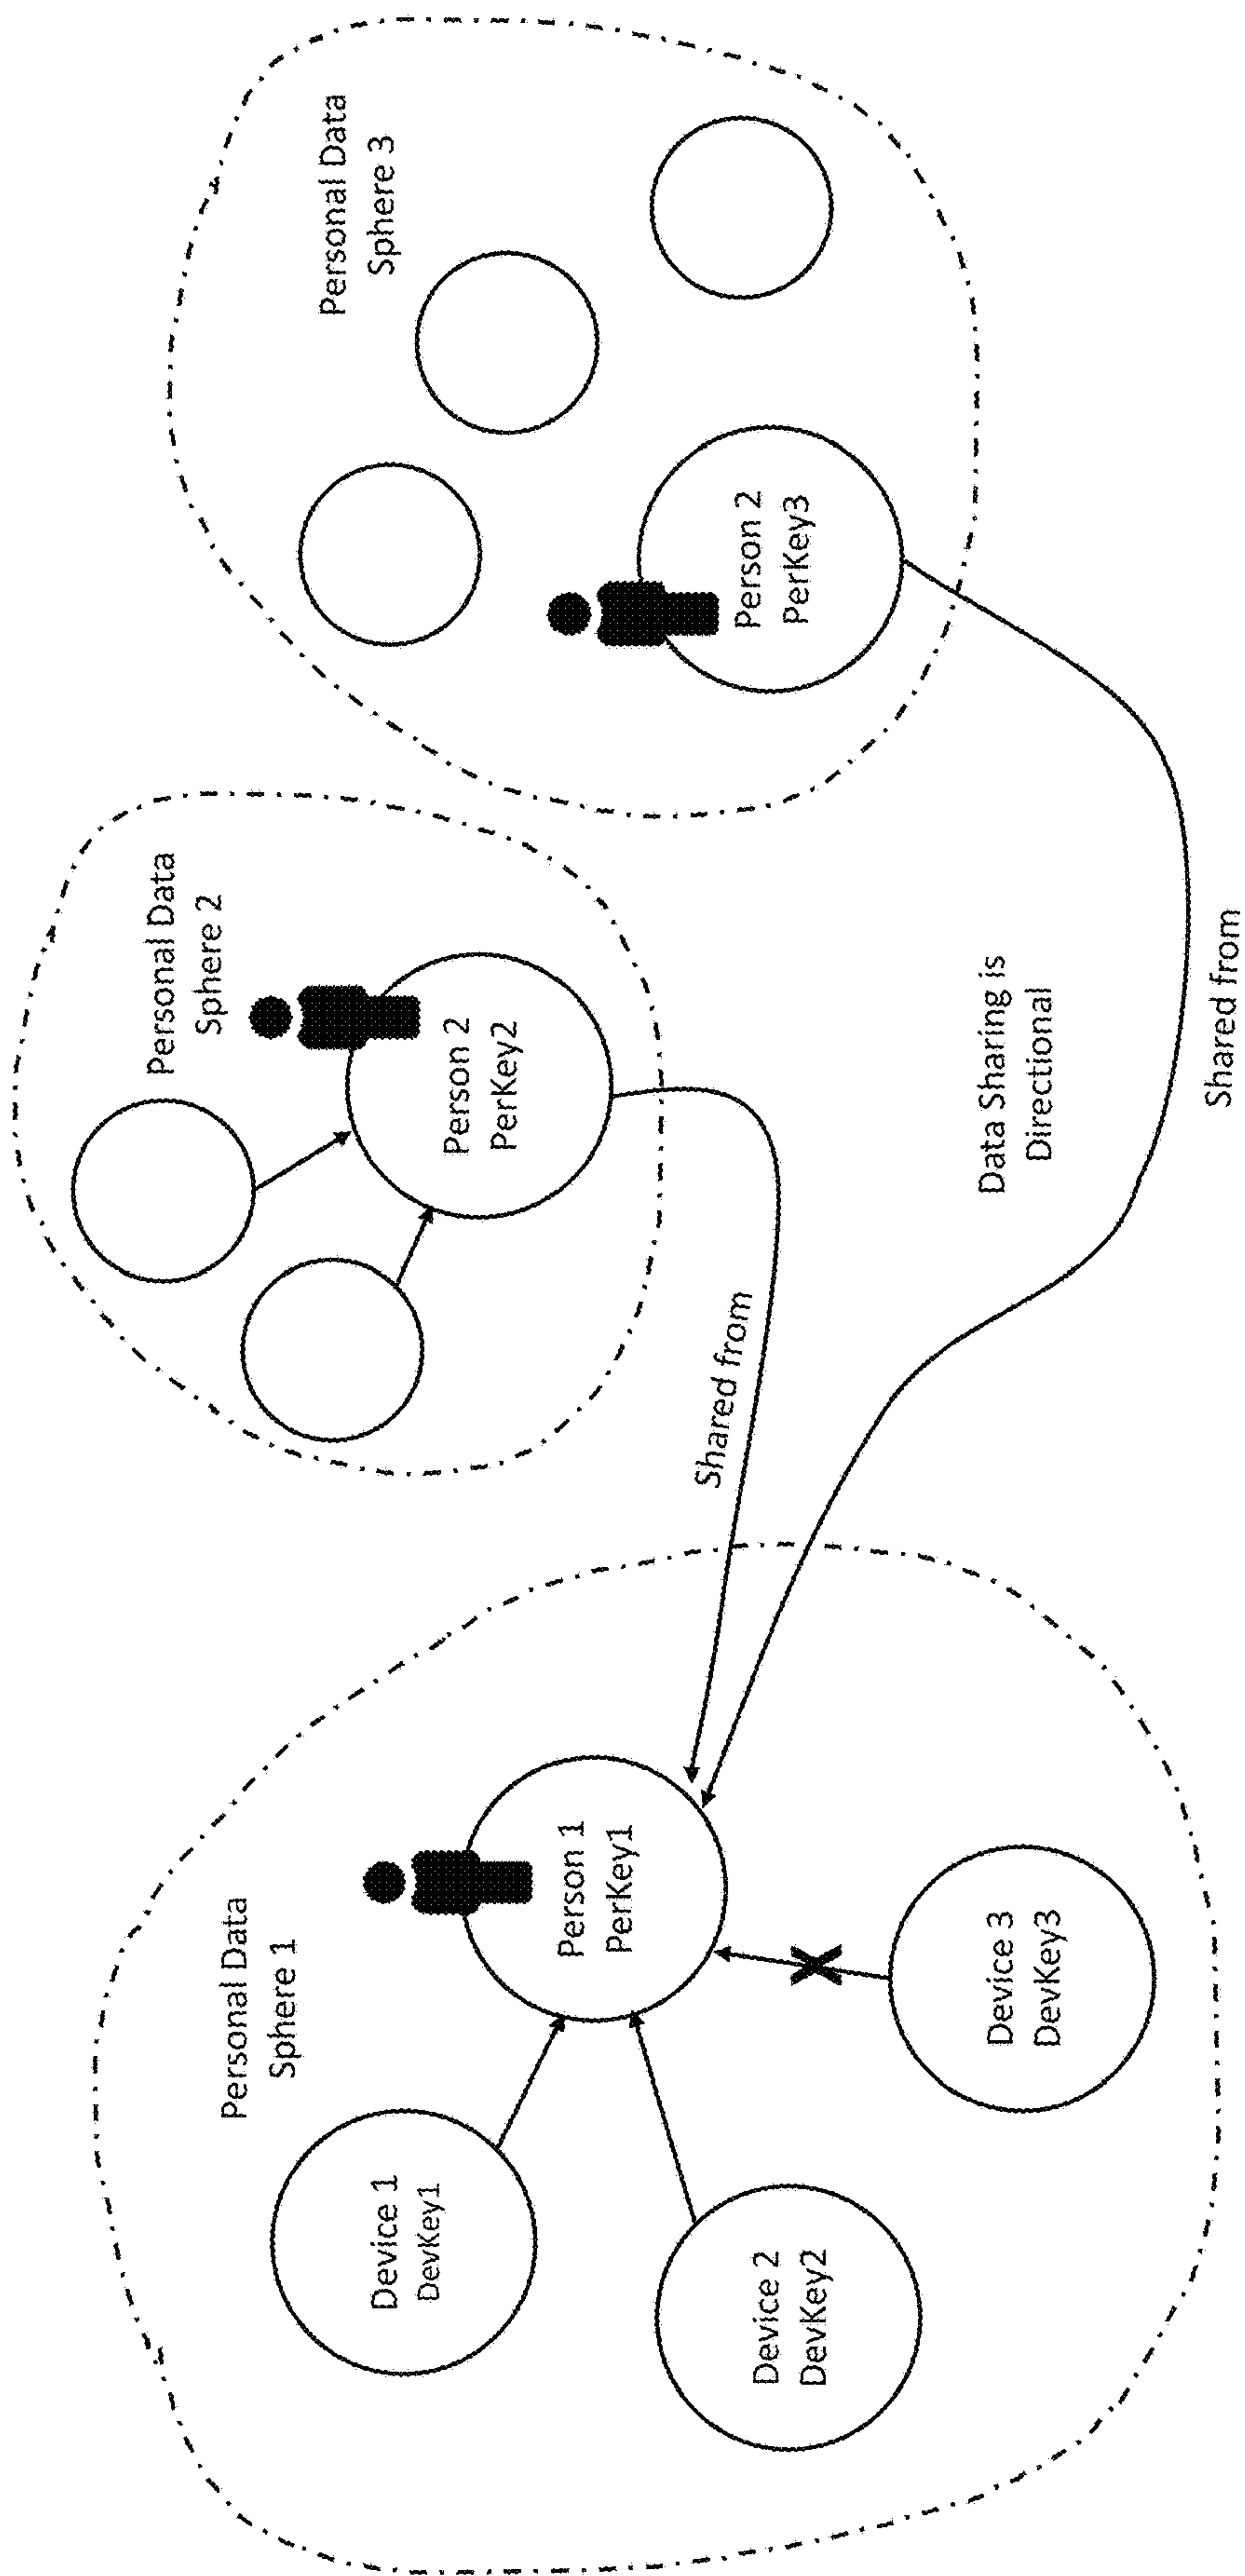 Personal Data
Sphere 1
Device 1
DevKey1
Device 2
DevKey2
Device 3
DevKey3
Person 1
PerKey1
Personal Data
Sphere 2
Person 2
PerKey2
Shared from
Personal Data
Sphere 3
Person 2
PerKey3
Data Sharing is
Directional
Shared from